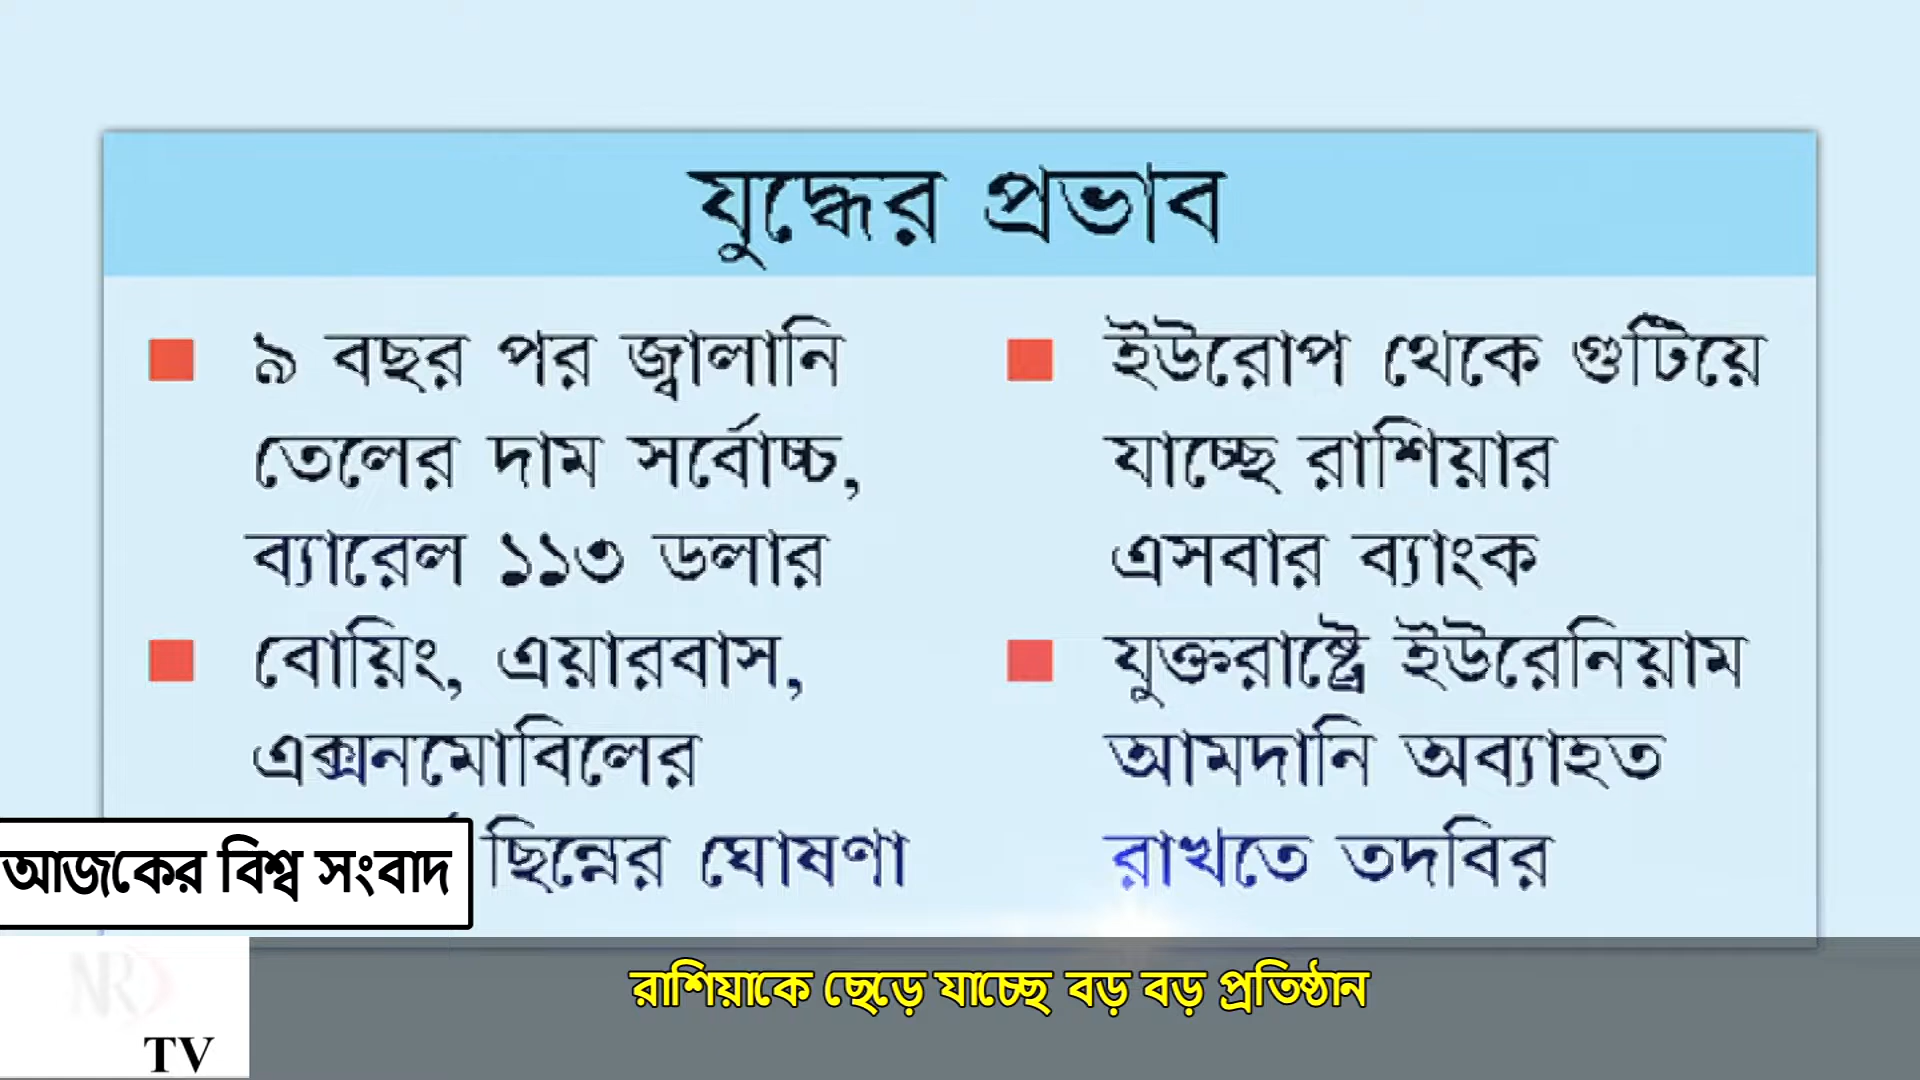 যুদ্ধের প্রভাব
৯ বছর পর জ্বালানি
তেলের দাম সর্বোচ্চ,
ব্যারেল ১১৩ ডলার
বোয়িং, এয়ারবাস,
এক্সনমোবিলের
ছিন্নের ঘোষণা
ইউরোপ থেকে গুটিয়ে
যাচ্ছে রাশিয়ার
এসবার ব্যাংক
যুক্তরাষ্ট্রে ইউরেনিয়াম
আমদানি অব্যাহত
রাখতে তদবির
আজকের বিশ্ব সংবাদ
রাশিয়াকে ছেড়ে যাচ্ছে বড় বড় প্রতিষ্ঠান
TV